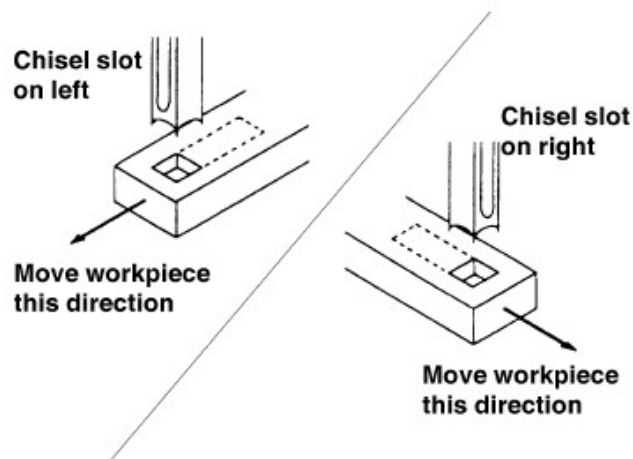 Chisel slot
on left
Move workpiece
this direction
Chisel slot
on right
Move workpiece
this direction